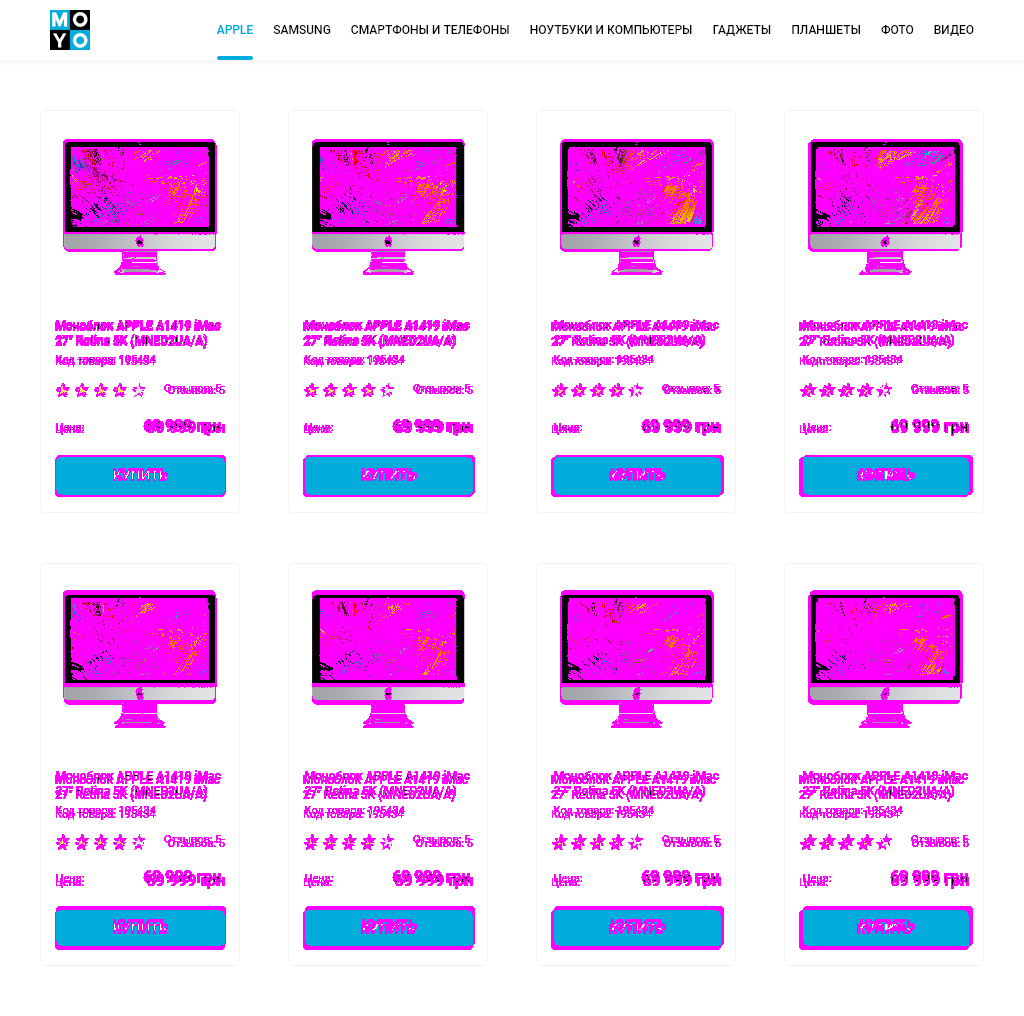 MOYO
APPLE SAMSUNG СМАРТФОНЫ И ТЕЛЕФОНЫ НОУТБУКИ И КОМПЬЮТЕРЫ ГАДЖЕТЫ ПЛАНШЕТЫ ФОТО ВИДЕО
Моноблок APPLE A1419 iMac
27" Retina 5K (MNED2UA/A)
Код товара: 195434
Отзывов: 5
Цена: 69 999 грн
КУПИТЬ
Моноблок APPLE A1419 iMac
27" Retina 5K (MNED2UA/A)
Код товара: 195434
Отзывов: 5
Цена: 69 999 грн
КУПИТЬ
Моноблок APPLE A1419 iMac
27" Retina 5K (MNED2UA/A)
Код товара: 195434
Отзывов: 5
Цена: 69 999 грн
КУПИТЬ
Моноблок APPLE A1419 iMac
27" Retina 5K (MNED2UA/A)
Код товара: 195434
Отзывов: 5
Цена: 69 999 грн
КУПИТЬ
Моноблок APPLE A1419 iMac
27" Retina 5K (MNED2UA/A)
Код товара: 195434
Отзывов: 5
Цена: 69 999 грн
КУПИТЬ
Моноблок APPLE A1419 iMac
27" Retina 5K (MNED2UA/A)
Код товара: 195434
Отзывов: 5
Цена: 69 999 грн
КУПИТЬ
Моноблок APPLE A1419 iMac
27" Retina 5K (MNED2UA/A)
Код товара: 195434
Отзывов: 5
Цена: 69 999 грн
КУПИТЬ
Моноблок APPLE A1419 iMac
27" Retina 5K (MNED2UA/A)
Код товара: 195434
Отзывов: 5
Цена: 69 999 грн
КУПИТЬ